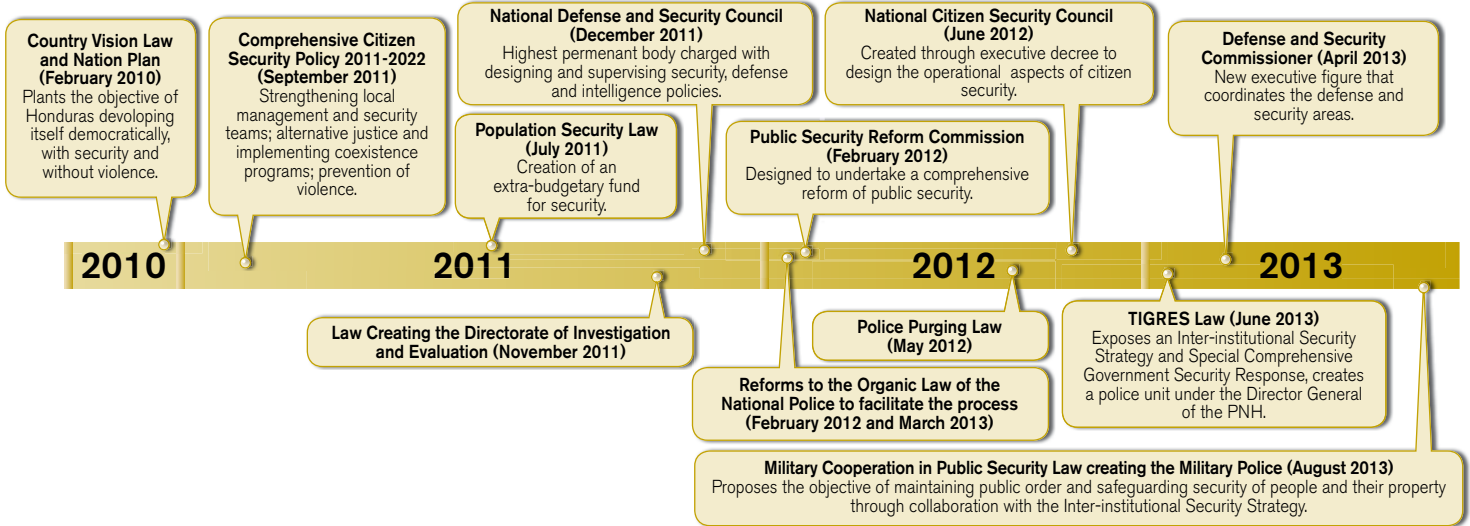 Country Vision Law
and Nation Plan
(February 2010)
Plants the objective of
Honduras devoloping
itself democratically,
with security and
without violence.
Comprehensive Citizen
Security Policy 2011-2022
(September 2011)
Strengthening local
management and security
teams; alternative justice and
implementing coexistence
programs; prevention of
violence.
National Defense and Security Council
(December 2011)
Highest permenant body charged with
designing and supervising security, defense
and intelligence policies.
Population Security Law
(July 2011)
Creation of an
extra-budgetary fund
for security.
National Citizen Security Council
(June 2012)
Created through executive decree to
design the operational aspects of citizen
security.
Public Security Reform Commission
(February 2012)
Designed to undertake a comprehensive
reform of public security.
Defense and Security
Commissioner (April 2013)
New executive figure that
coordinates the defense and
security areas.
2010
2011
2012
2013
Law Creating the Directorate of Investigation
and Evaluation (November 2011)
Police Purging Law
(May 2012)
Reforms to the Organic Law of the
National Police to facilitate the process
(February 2012 and March 2013)
TIGRES Law (June 2013)
Exposes an Inter-institutional Security
Strategy and Special Comprehensive
Government Security Response, creates
a police unit under the Director General
of the PNH.
Military Cooperation in Public Security Law creating the Military Police (August 2013)
Proposes the objective of maintaining public order and safeguarding security of people and their property
through collaboration with the Inter-institutional Security Strategy.